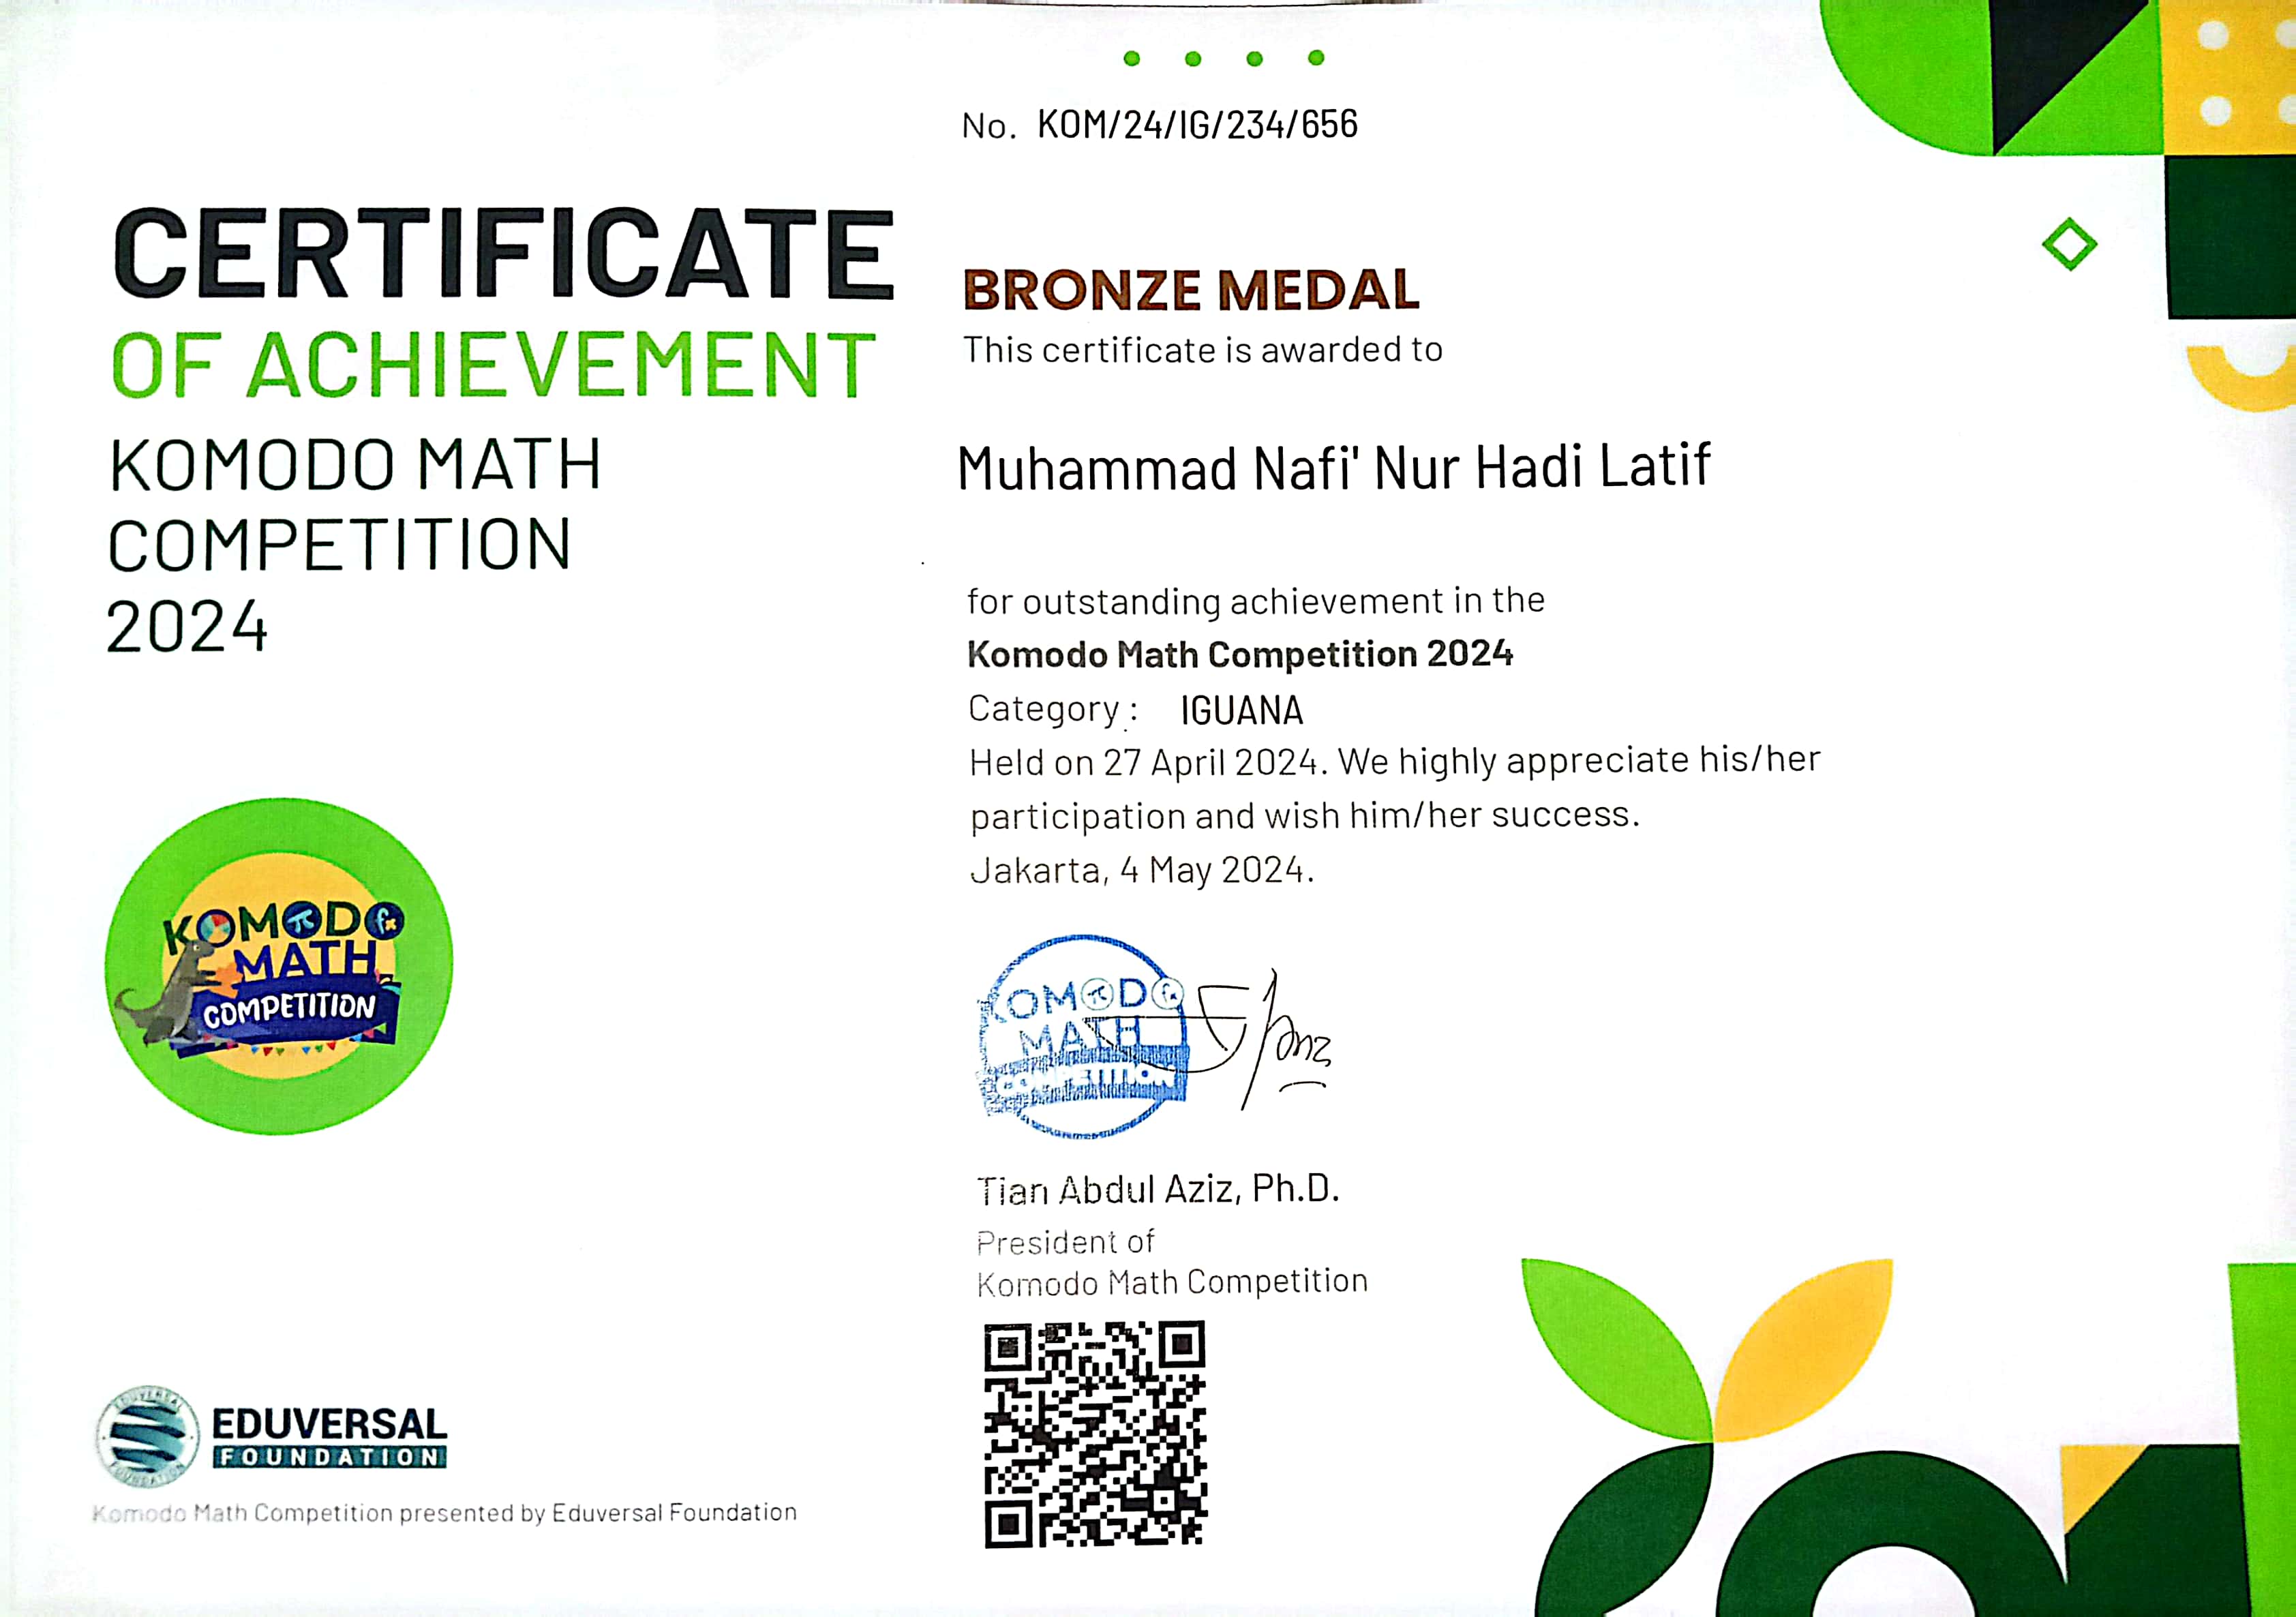 No. KOM/24/IG/234/656
CERTIFICATE
OF ACHIEVEMENT
KOMODO MATH
COMPETITION
2024
BRONZE MEDAL
This certificate is awarded to
Muhammad Nafi' Nur Hadi Latif
for outstanding achievement in the
Komodo Math Competition 2024
Category : IGUANA
Held on 27 April 2024. We highly appreciate his/her
participation and wish him/her success.
Jakarta, 4 May 2024.
KOMODO
MATH
COMPETITION
KOMODO
MATH
COMPETITION
Tian Abdul Aziz, Ph.D.
President of
Komodo Math Competition
EDUVERSAL
FOUNDATION
EDUVERSAL
FOUNDATION
Komodo Math Competition presented by Eduversal Foundation